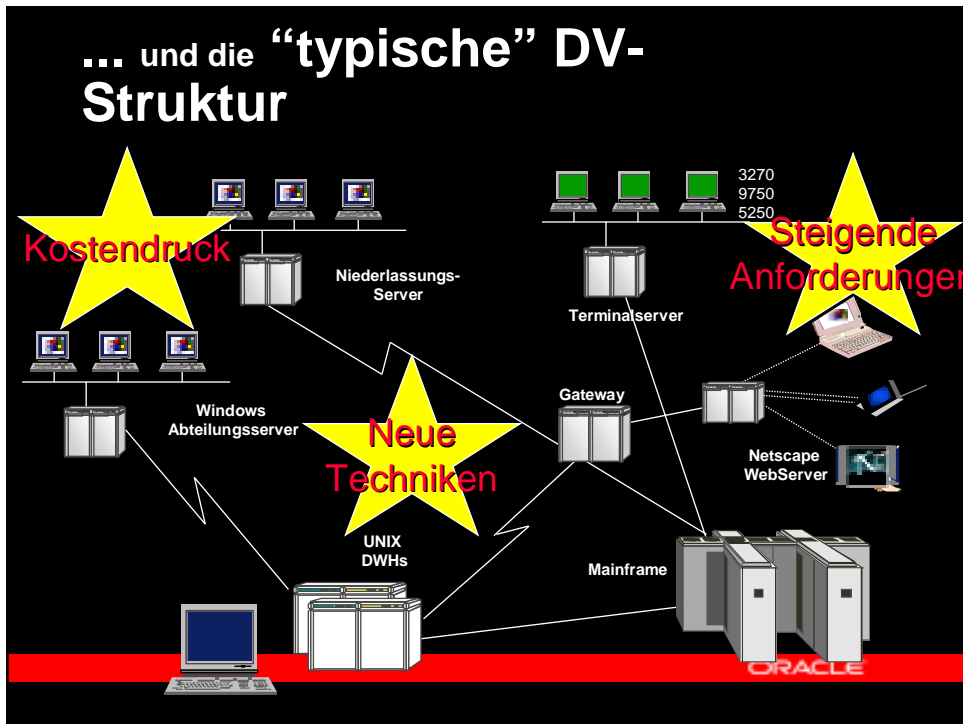 ... und die “typische” DV-
Struktur
3270
9750
5250
Kostendruck
Steigende
Anforderungen
Niederlassungs-
Server
Terminalserver
Gateway
Windows
Abteilungsserver
Neue
Techniken
Netscape
WebServer
UNIX
DWHs
Mainframe
ORACLE